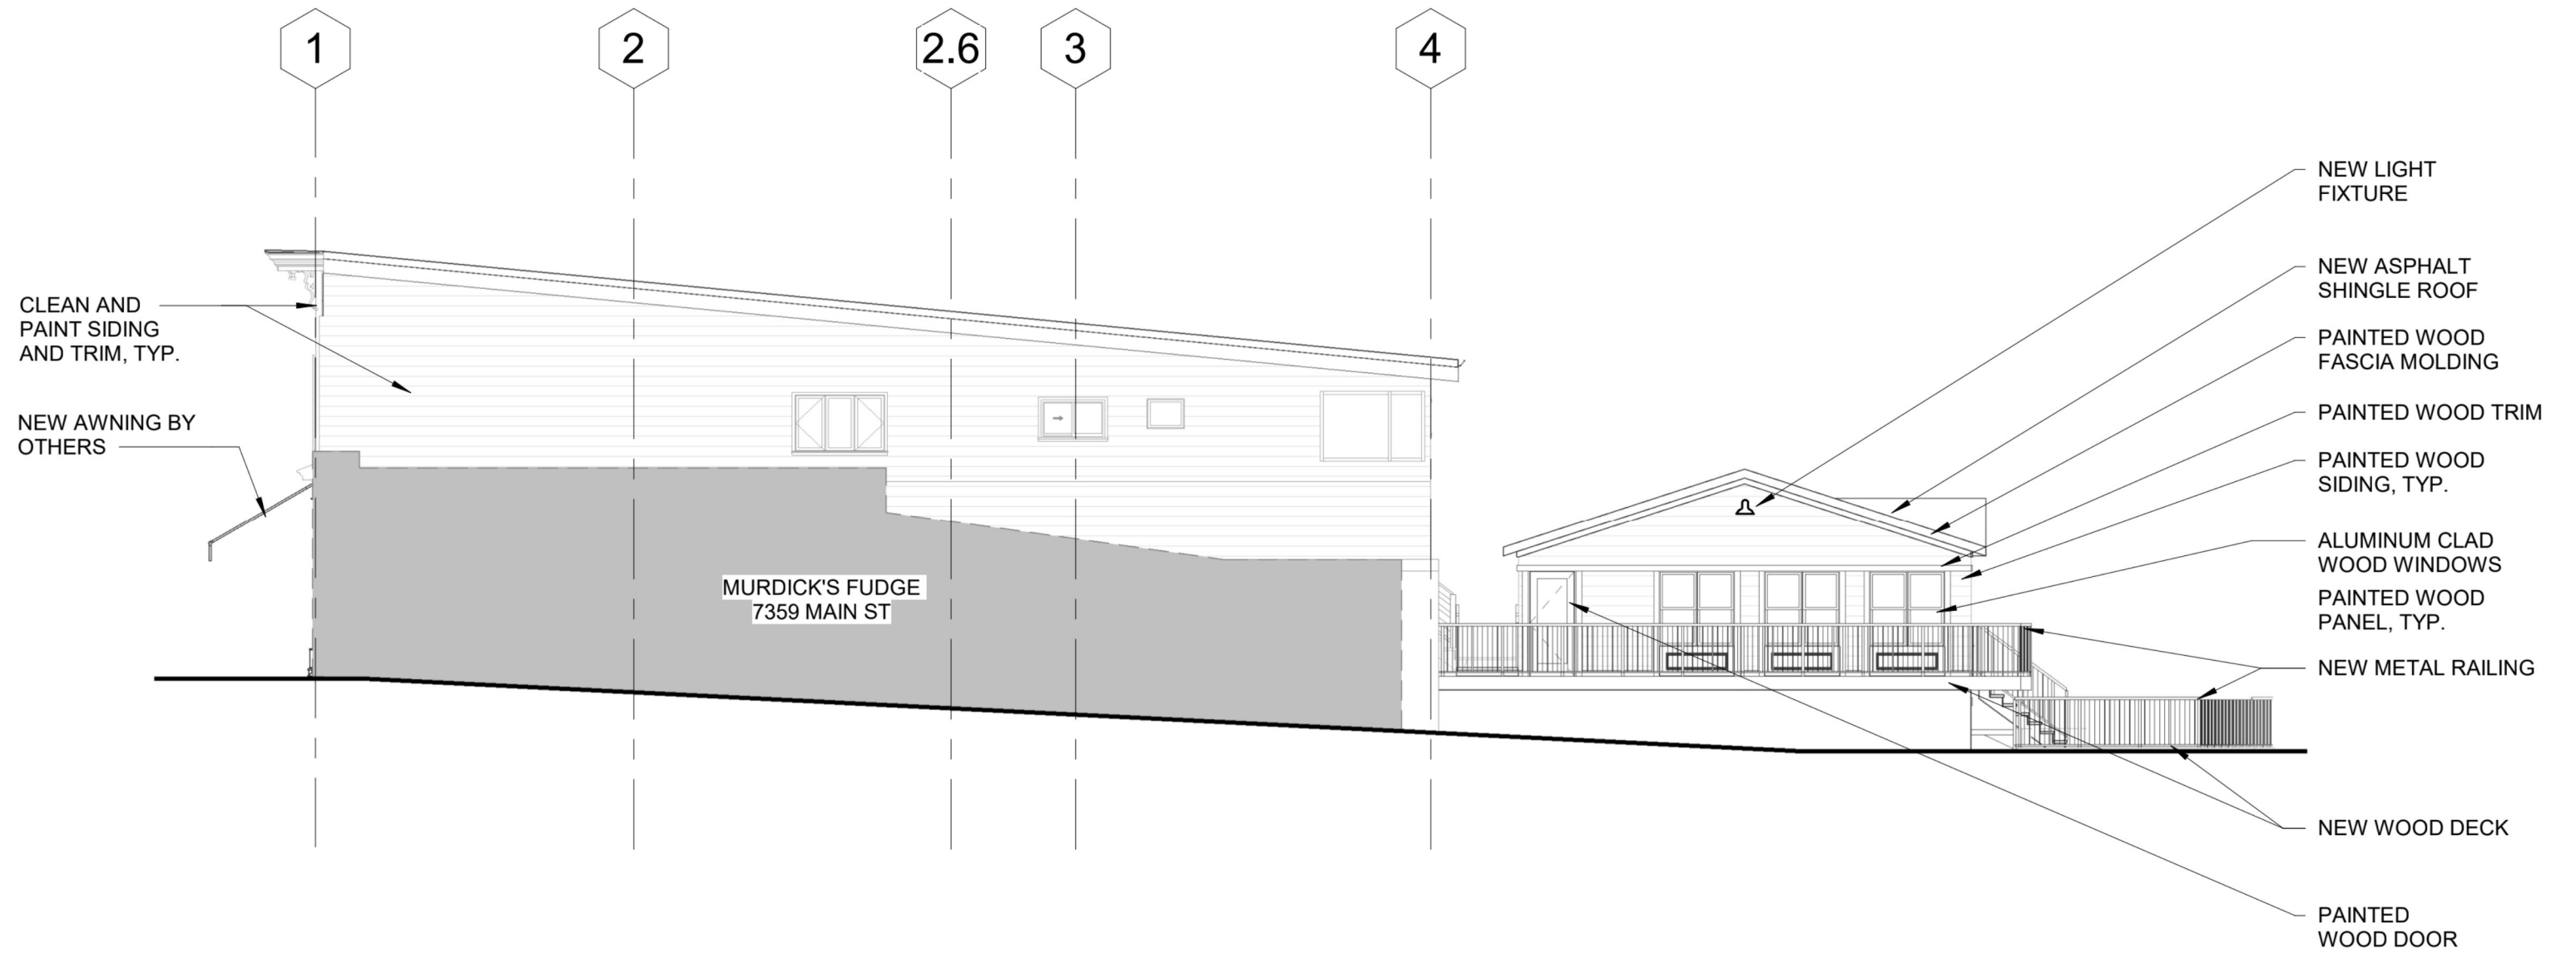 1
2
2.6
3
4
CLEAN AND
PAINT SIDING
AND TRIM, TYP.
NEW AWNING BY
OTHERS
MURDICK'S FUDGE
7359 MAIN ST
NEW LIGHT
FIXTURE
NEW ASPHALT
SHINGLE ROOF
PAINTED WOOD
FASCIA MOLDING
PAINTED WOOD TRIM
PAINTED WOOD
SIDING, TYP.
ALUMINUM CLAD
WOOD WINDOWS
PAINTED WOOD
PANEL, TYP.
NEW METAL RAILING
NEW WOOD DECK
PAINTED
WOOD DOOR